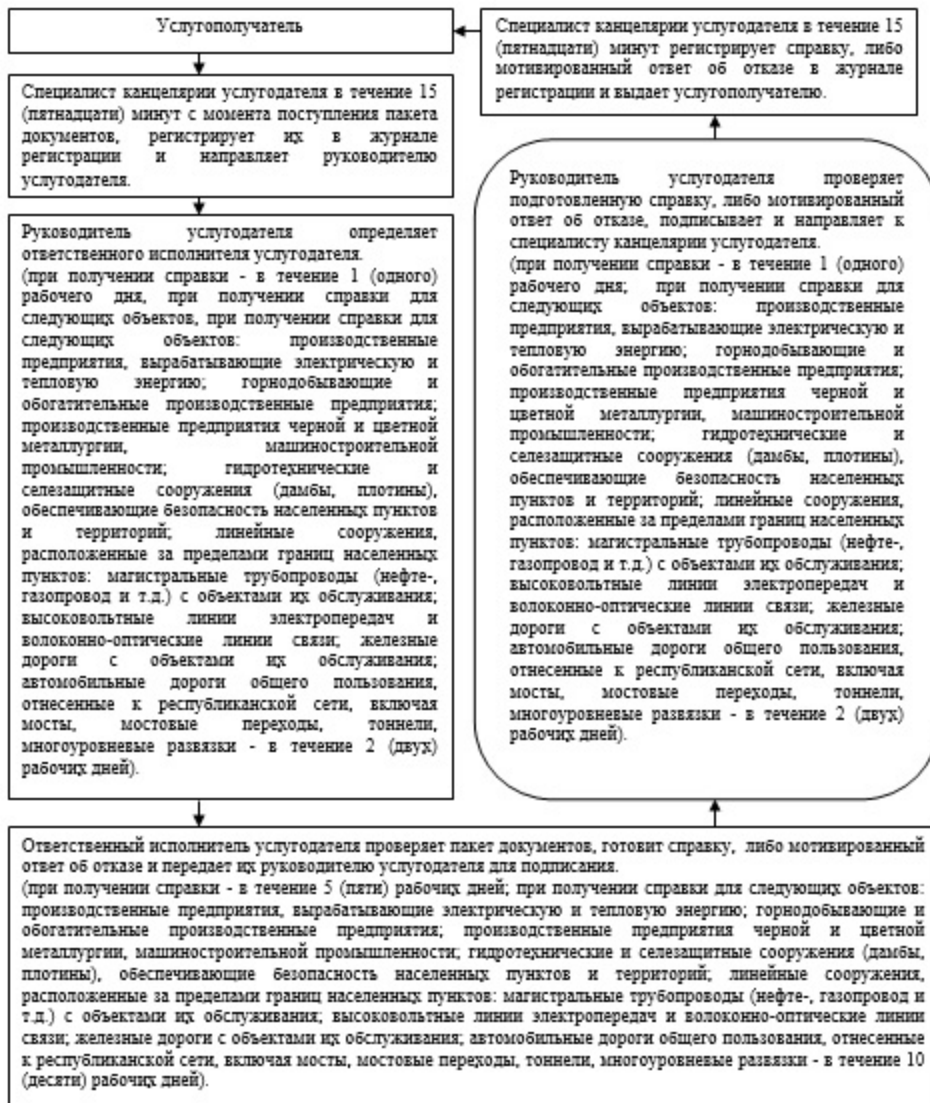 Услугополучатель
Специалист канцелярии услугодателя в течение 15
(пятнадцати) минут с момента поступления пакета
документов, регистрирует их в журнале
регистрации и направляет руководителю
услугодателя.
Руководитель услугодателя определяет
ответственного исполнителя услугодателя.
(при получении справки - в течение 1 (одного)
рабочего дня, при получении справки для
следующих объектов, при получении справки для
следующих объектов: производственные
предприятия, вырабатывающие электрическую и
тепловую энергию; горнодобывающие и
обогатительные производственные предприятия;
производственные предприятия черной и цветной
металлургии, машиностроительной
промышленности; гидротехнические и
селезащитные сооружения (дамбы, плотины),
обеспечивающие безопасность населенных пунктов
и территорий; линейные сооружения,
расположенные за пределами границ населенных
пунктов: магистральные трубопроводы (нефте-,
газопровод и т.д.) с объектами их обслуживания;
высоковольтные линии электропередач и
волоконно-оптические линии связи; железные
дороги с объектами их обслуживания;
автомобильные дороги общего пользования,
отнесенные к республиканской сети, включая
мосты, мостовые переходы, тоннели,
многоуровневые развязки - в течение 2 (двух)
рабочих дней).
Ответственный исполнитель услугодателя проверяет пакет документов, готовит справку, либо мотивированный
ответ об отказе и передает их руководителю услугодателя для подписания.
(при получении справки - в течение 5 (пяти) рабочих дней; при получении справки для следующих объектов:
производственные предприятия, вырабатывающие электрическую и тепловую энергию; горнодобывающие и
обогатительные производственные предприятия; производственные предприятия черной и цветной
металлургии, машиностроительной промышленности; гидротехнические и селезащитные сооружения (дамбы,
плотины), обеспечивающие безопасность населенных пунктов и территорий; линейные сооружения,
расположенные за пределами границ населенных пунктов: магистральные трубопроводы (нефте-, газопровод и
т.д.) с объектами их обслуживания; высоковольтные линии электропередач и волоконно-оптические линии
связи; железные дороги с объектами их обслуживания; автомобильные дороги общего пользования, отнесенные
к республиканской сети, включая мосты, мостовые переходы, тоннели, многоуровневые развязки - в течение 10
(десяти) рабочих дней).
Руководитель услугодателя проверяет
подготовленную справку, либо мотивированный
ответ об отказе, подписывает и направляет к
специалисту канцелярии услугодателя.
(при получении справки - в течение 1 (одного)
рабочего дня; при получении справки для
следующих объектов: производственные
предприятия, вырабатывающие электрическую и
тепловую энергию; горнодобывающие и
обогатительные производственные предприятия;
производственные предприятия черной и
цветной металлургии, машиностроительной
промышленности; гидротехнические и
селезащитные сооружения (дамбы, плотины),
обеспечивающие безопасность населенных
пунктов и территорий; линейные сооружения,
расположенные за пределами границ населенных
пунктов: магистральные трубопроводы (нефте-,
газопровод и т.д.) с объектами их обслуживания;
высоковольтные линии электропередач и
волоконно-оптические линии связи; железные
дороги с объектами их обслуживания;
автомобильные дороги общего пользования,
отнесенные к республиканской сети, включая
мосты, мостовые переходы, тоннели,
многоуровневые развязки - в течение 2 (двух)
рабочих дней).
Специалист канцелярии услугодателя в течение 15
(пятнадцати) минут регистрирует справку, либо
мотивированный ответ об отказе в журнале
регистрации и выдает услугополучателю.